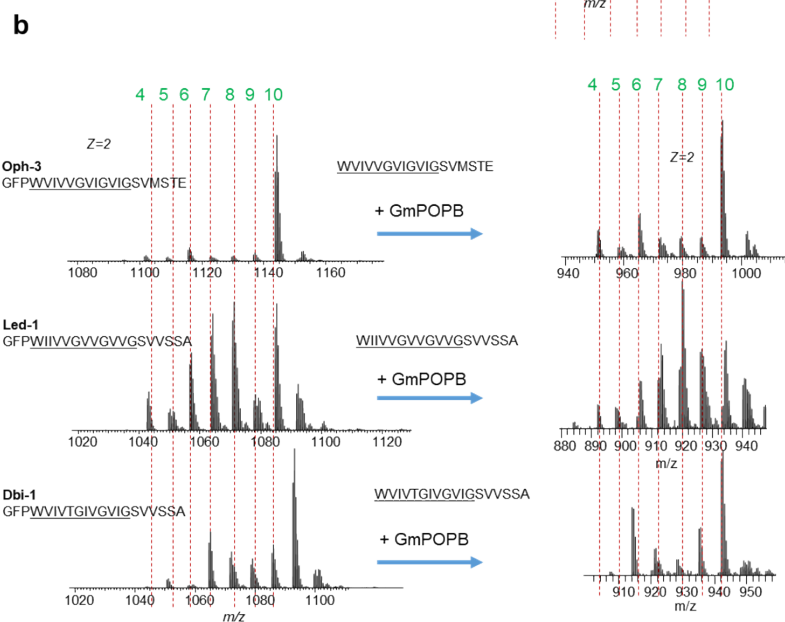 m/z
b
4 5 6 7 8 9 10
4 5 6 7 8 9 10
Z=2
Oph-3
GFPWVIVVGVIGVIGSVMSTE
WVIVVGVIGVIGSVMSTE
+ GmPOPB
Z=2
1080 1100 1120 1140 1160
940 960 980 1000
Led-1
GFPWIIVVGVVGVVGSVVSSA
WIIVVGVVGVVGSVVSSA
+ GmPOPB
1020 1040 1060 1080 1100 1120
880 890 900 910 920 930 940
m/z
Dbi-1
GFPWVIVTGIVGVIGSVVSSA
WVIVTGIVGVIGSVVSSA
+ GmPOPB
1020 1040 1060 1080 1100
910 920 930 940 950
m/z
m/z